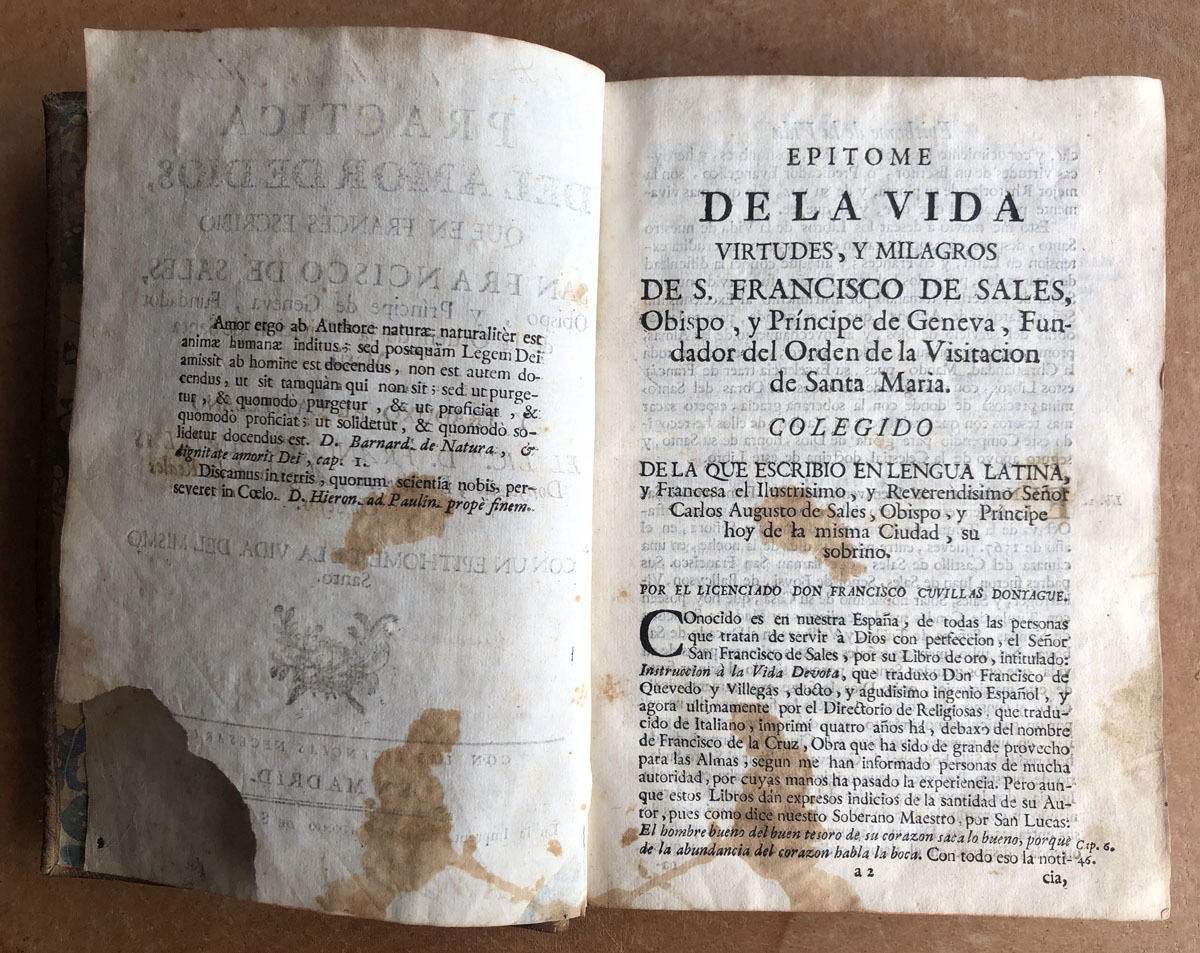 Amor ergo ab Authore naturæ naturalitèr est
animæ humanæ inditus; sed postquàm Legem Dei
amissit ab homine est docendus, non est autem do-
cendus, ut sit tamquàn qui non sit; sed ut purge-
tur, & quomodo purgetur, & ut proficiat, &
quomodò proficiat; ut solidetur, & quomodò so-
lidetur docendus est. D. Barnard. de Natura, &
dignitate amoris Dei, cap. 1.
Discamus in terris, quorum scientia nobis, per-
severet in Cœlo. D. Hieron. ad Paulin. propè finem.
EPITOME
DE LA VIDA
VIRTUDES, Y MILAGROS
DE S. FRANCISCO DE SALES,
Obispo, y Príncipe de Geneva, Fun-
dador del Orden de la Visitacion
de Santa Maria.
COLEGIDO
DE LA QUE ESCRIBIO EN LENGUA LATINA,
y Francesa el Ilustrisimo, y Reverendisimo Señor
Carlos Augusto de Sales, Obispo, y Príncipe
hoy de la misma Ciudad, su
sobrino.
POR EL LICENCIADO DON FRANCISCO CUVILLAS DONYAGUE.
COnocido es en nuestra España, de todas las personas
que tratan de servir à Dios con perfeccion, el Señor
San Francisco de Sales, por su Libro de oro, intitulado:
Instruccion à la Vida Devota, que traduxo Don Francisco de
Quevedo y Villegas, docto, y agudisimo ingenio Español, y
agora ultimamente por el Directorio de Religiosas, que tradu-
cido de Italiano, imprimí quatro años há, debaxo del nombre
de Francisco de la Cruz, Obra que ha sido de grande provecho
para las Almas, segun me han informado personas de mucha
autoridad, por cuyas manos ha pasado la experiencia. Pero aun-
que estos Libros dán expresos indicios de la santidad de su Au-
tor, pues como dice nuestro Soberano Maestro, por San Lucas:
El hombre bueno del buen tesoro de su corazon saca lo bueno, porque
Cap. 6.
de la abundancia del corazon habla la boca. Con todo eso la noti-
46.
a 2
cia,